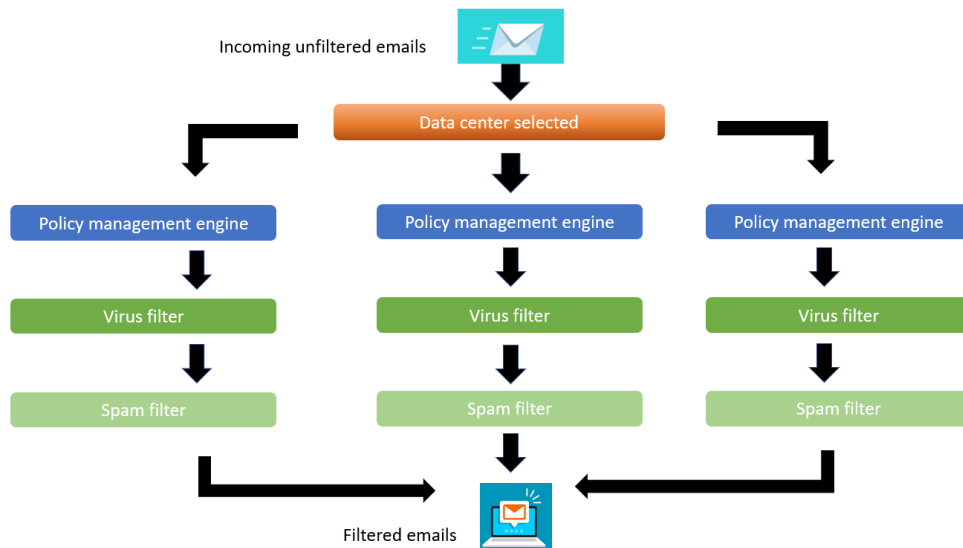 Incoming unfiltered emails
Data center selected
Policy management engine
Policy management engine
Policy management engine
Virus filter
Virus filter
Virus filter
Spam filter
Spam filter
Spam filter
Filtered emails